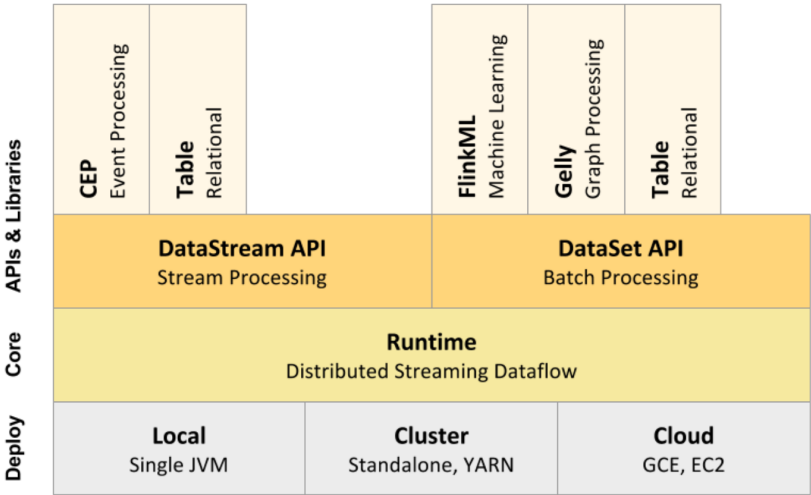 CEP
Event Processing
Table
Relational
FlinkML
Machine Learning
Gelly
Graph Processing
Table
Relational
APIs & Libraries
DataStream API
Stream Processing
DataSet API
Batch Processing
Core
Runtime
Distributed Streaming Dataflow
Deploy
Local
Single JVM
Cluster
Standalone, YARN
Cloud
GCE, EC2